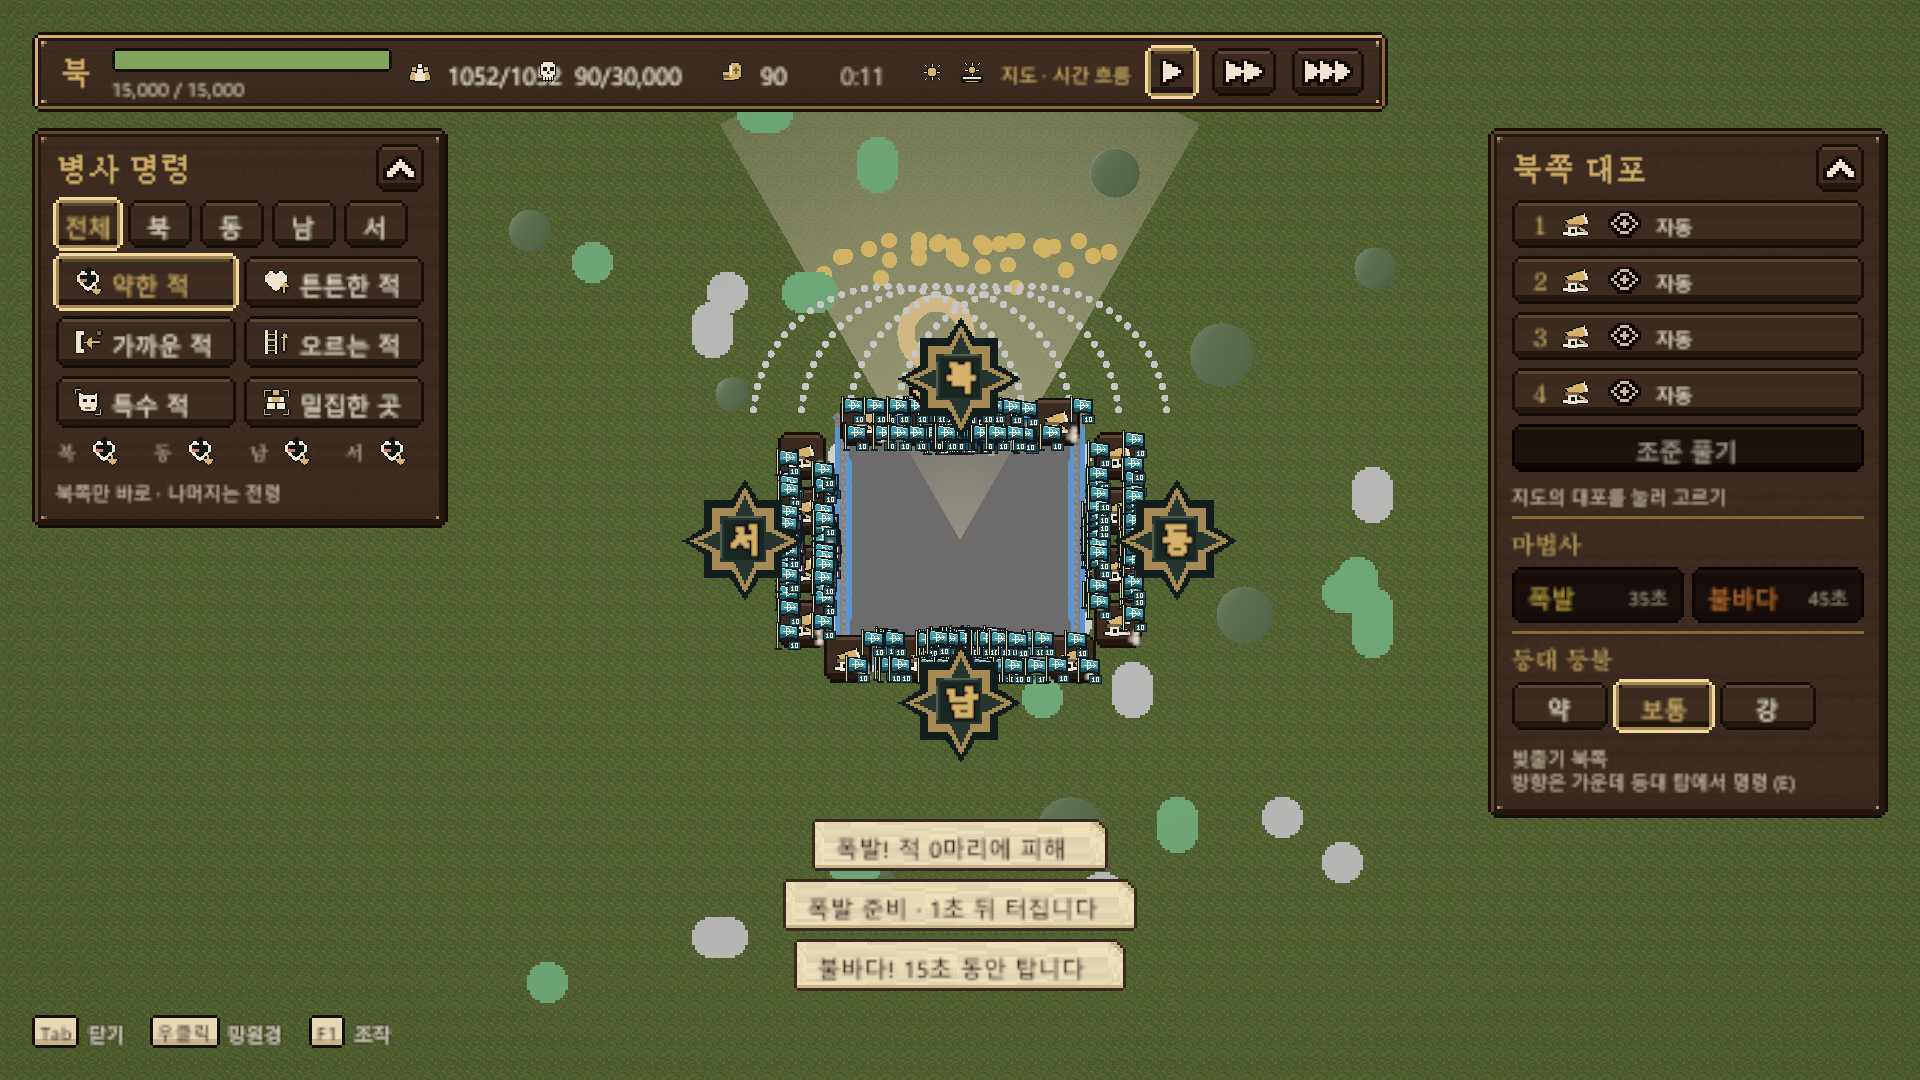 북
15,000 / 15,000
90/30,000
90
0:11
지도 · 시간 흐름
병사 명령
전체 북 동 남 서
약한 적
튼튼한 적
가까운 적
오르는 적
특수 적
밀집한 곳
북 동 남 서
북쪽만 바로 · 나머지는 전령
북쪽 대포
1 자동
2 자동
3 자동
4 자동
조준 풀기
지도의 대포를 눌러 고르기
마법사
폭발 35초
불바다 45초
등대 등불
약 보통 강
빛줄기 북쪽
방향은 가운데 등대 탑에서 명령 (E)
북
서
동
남
폭발! 적 0마리에 피해
폭발 준비 · 1초 뒤 터집니다
불바다! 15초 동안 탑니다
Tab 닫기 우클릭 망원경 F1 조작